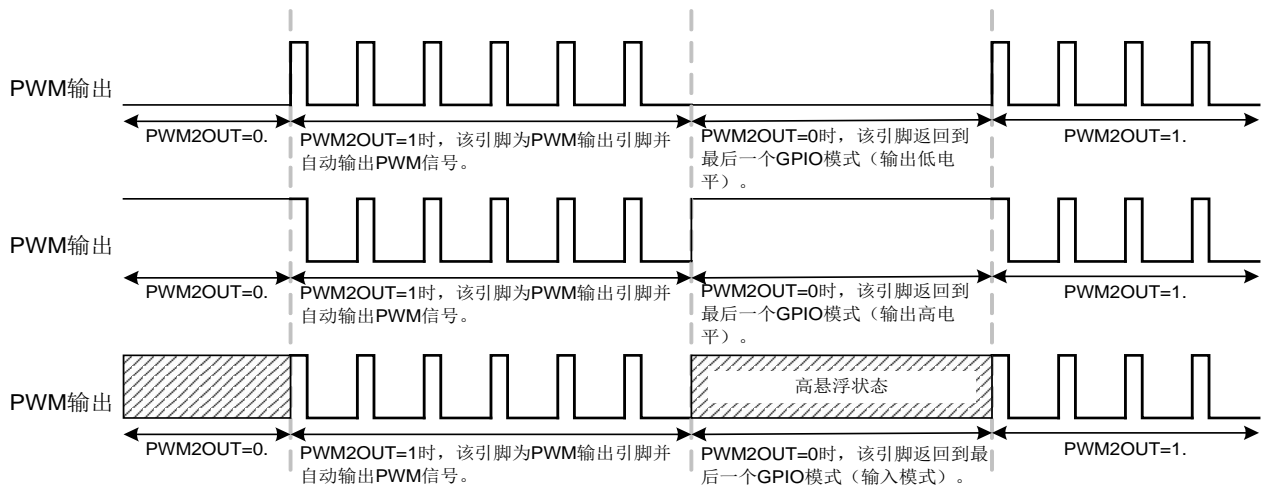 PWM输出
PWM2OUT=0.
PWM2OUT=1时，该引脚为PWM输出引脚并
自动输出PWM信号。
PWM2OUT=0时，该引脚返回到
最后一个GPIO模式（输出低电
平）。
PWM2OUT=1.
PWM输出
PWM2OUT=0.
PWM2OUT=1时，该引脚为PWM输出引脚并
自动输出PWM信号。
PWM2OUT=0时，该引脚返回到
最后一个GPIO模式（输出高电
平）。
PWM2OUT=1.
PWM输出
高悬浮状态
PWM2OUT=0.
PWM2OUT=1时，该引脚为PWM输出引脚并
自动输出PWM信号。
PWM2OUT=0时，该引脚返回到最
后一个GPIO模式（输入模式）。
PWM2OUT=1.